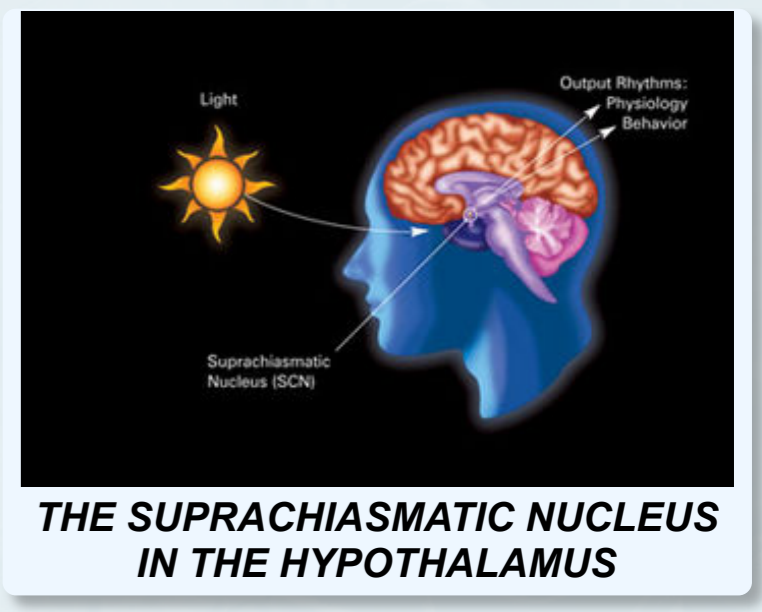 Light
Output Rhythms:
Physiology
Behavior
Suprachiasmatic
Nucleus (SCN)
THE SUPRACHIASMATIC NUCLEUS
IN THE HYPOTHALAMUS